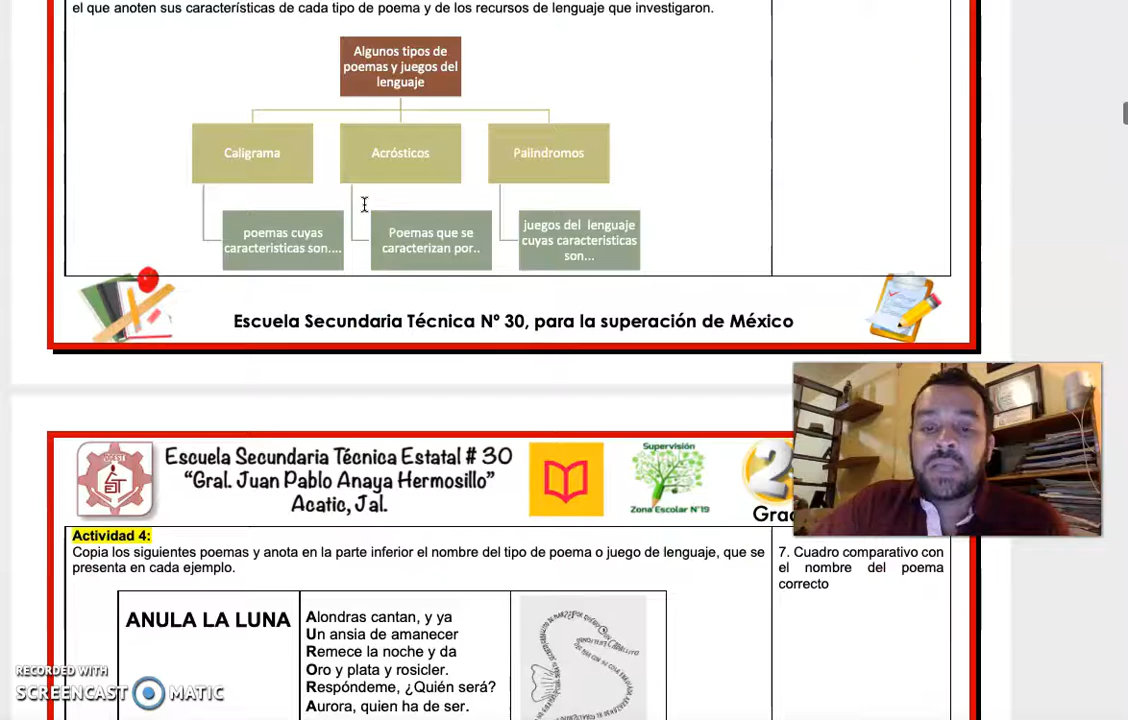 el que anoten sus características de cada tipo de poema y de los recursos de lenguaje que investigaron.
Algunos tipos de
poemas y juegos del
lenguaje
Caligrama
Acrósticos
Palindromos
poemas cuyas
caracteristicas son....
Poemas que se
caracterizan por..
juegos del lenguaje
cuyas caracteristicas
son...
Escuela Secundaria Técnica Nº 30, para la superación de México
Escuela Secundaria Técnica Estatal # 30
“Gral. Juan Pablo Anaya Hermosillo”
Acatic, Jal.
Supervisión
Zona Escolar N°19
2
Grad
Actividad 4:
Copia los siguientes poemas y anota en la parte inferior el nombre del tipo de poema o juego de lenguaje, que se
presenta en cada ejemplo.
7. Cuadro comparativo con
el nombre del poema
correcto
ANULA LA LUNA
Alondras cantan, y ya
Un ansia de amanecer
Remece la noche y da
Oro y plata y rosicler.
Respóndeme, ¿Quién será?
Aurora, quien ha de ser.
RECORDED WITH
SCREENCAST MATIC